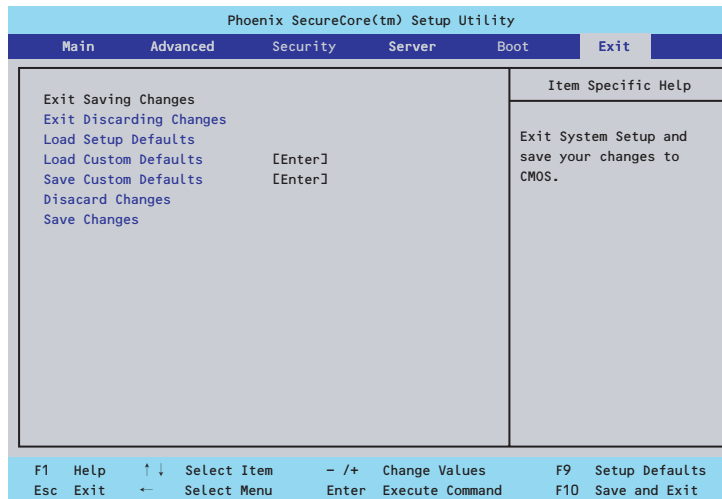 Phoenix SecureCore(tm) Setup Utility
Main Advanced Security Server Boot Exit
Item Specific Help
Exit Saving Changes
Exit Discarding Changes
Load Setup Defaults
Load Custom Defaults [Enter]
Save Custom Defaults [Enter]
Disacard Changes
Save Changes
Exit System Setup and
save your changes to
CMOS.
F1 Help ↑↓ Select Item - /+ Change Values F9 Setup Defaults
Esc Exit ← Select Menu Enter Execute Command F10 Save and Exit